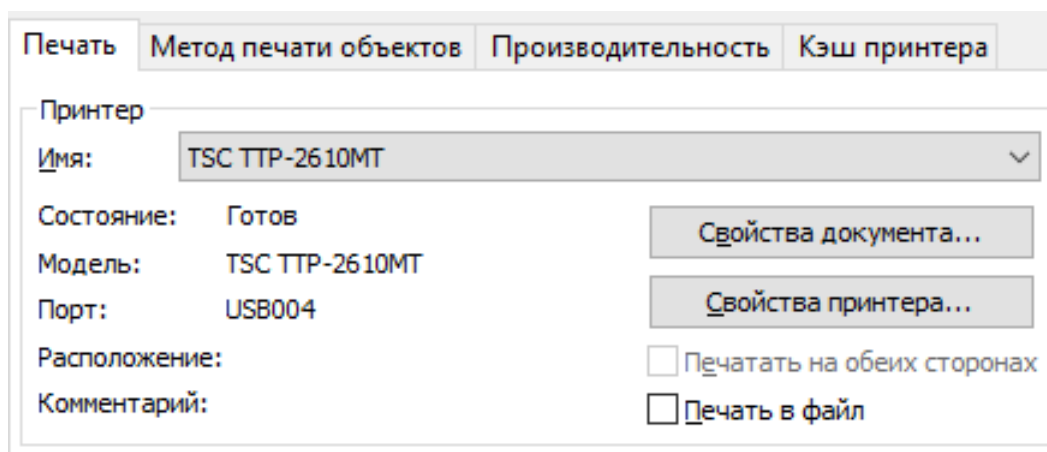 Печать Метод печати объектов Производительность Кэш принтера
Принтер
Имя: TSC TTP-2610MT
Состояние: Готов
Свойства документа...
Модель: TSC TTP-2610MT
Свойства принтера...
Порт: USB004
Расположение:
Печатать на обеих сторонах
Комментарий:
Печать в файл